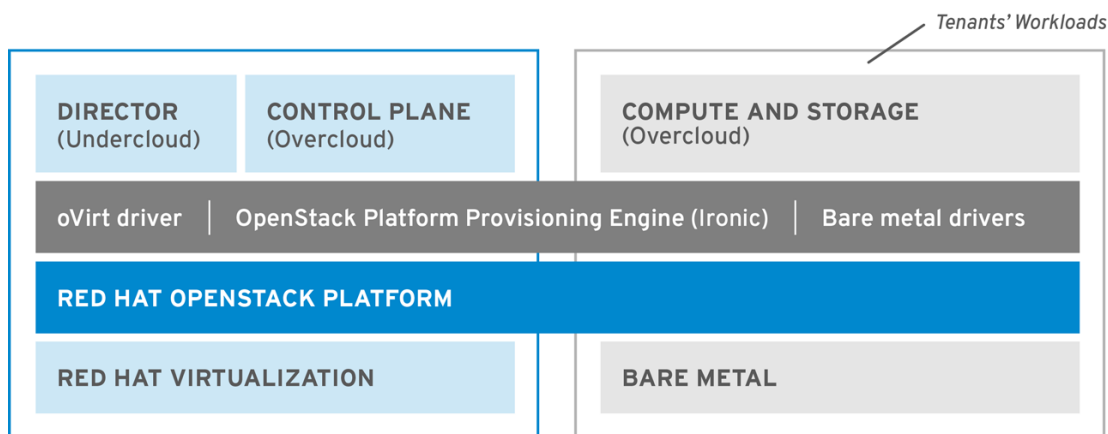 Tenants' Workloads
DIRECTOR
(Undercloud)
CONTROL PLANE
(Overcloud)
COMPUTE AND STORAGE
(Overcloud)
oVirt driver | OpenStack Platform Provisioning Engine (Ironic) | Bare metal drivers
RED HAT OPENSTACK PLATFORM
RED HAT VIRTUALIZATION
BARE METAL